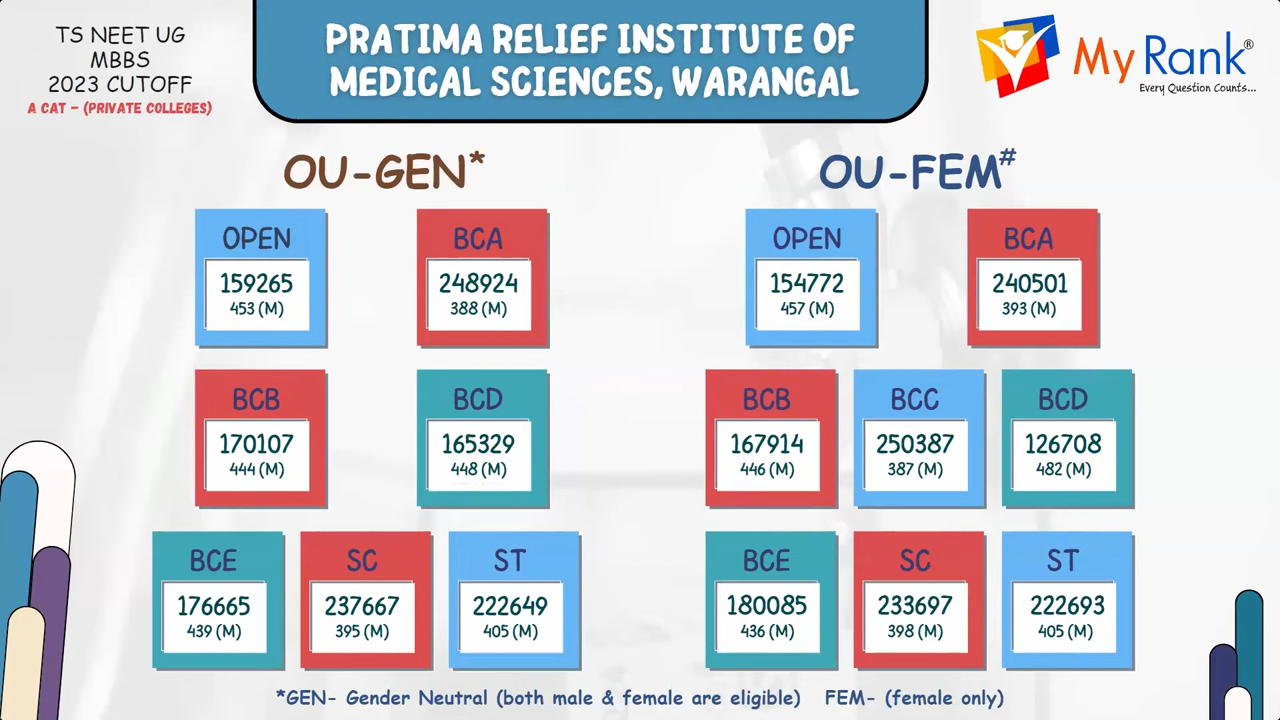 TS NEET UG
MBBS
2023 CUTOFF
A CAT - (PRIVATE COLLEGES)
PRATIMA RELIEF INSTITUTE OF
MEDICAL SCIENCES, WARANGAL
My Rank®
Every Question Counts...
OU-GEN*
OPEN
159265
453 (M)
BCA
248924
388 (M)
BCB
170107
444 (M)
BCD
165329
448 (M)
BCE
176665
439 (M)
SC
237667
395 (M)
ST
222649
405 (M)
OU-FEM#
OPEN
154772
457 (M)
BCA
240501
393 (M)
BCB
167914
446 (M)
BCC
250387
387 (M)
BCD
126708
482 (M)
BCE
180085
436 (M)
SC
233697
398 (M)
ST
222693
405 (M)
*GEN- Gender Neutral (both male & female are eligible) FEM- (female only)